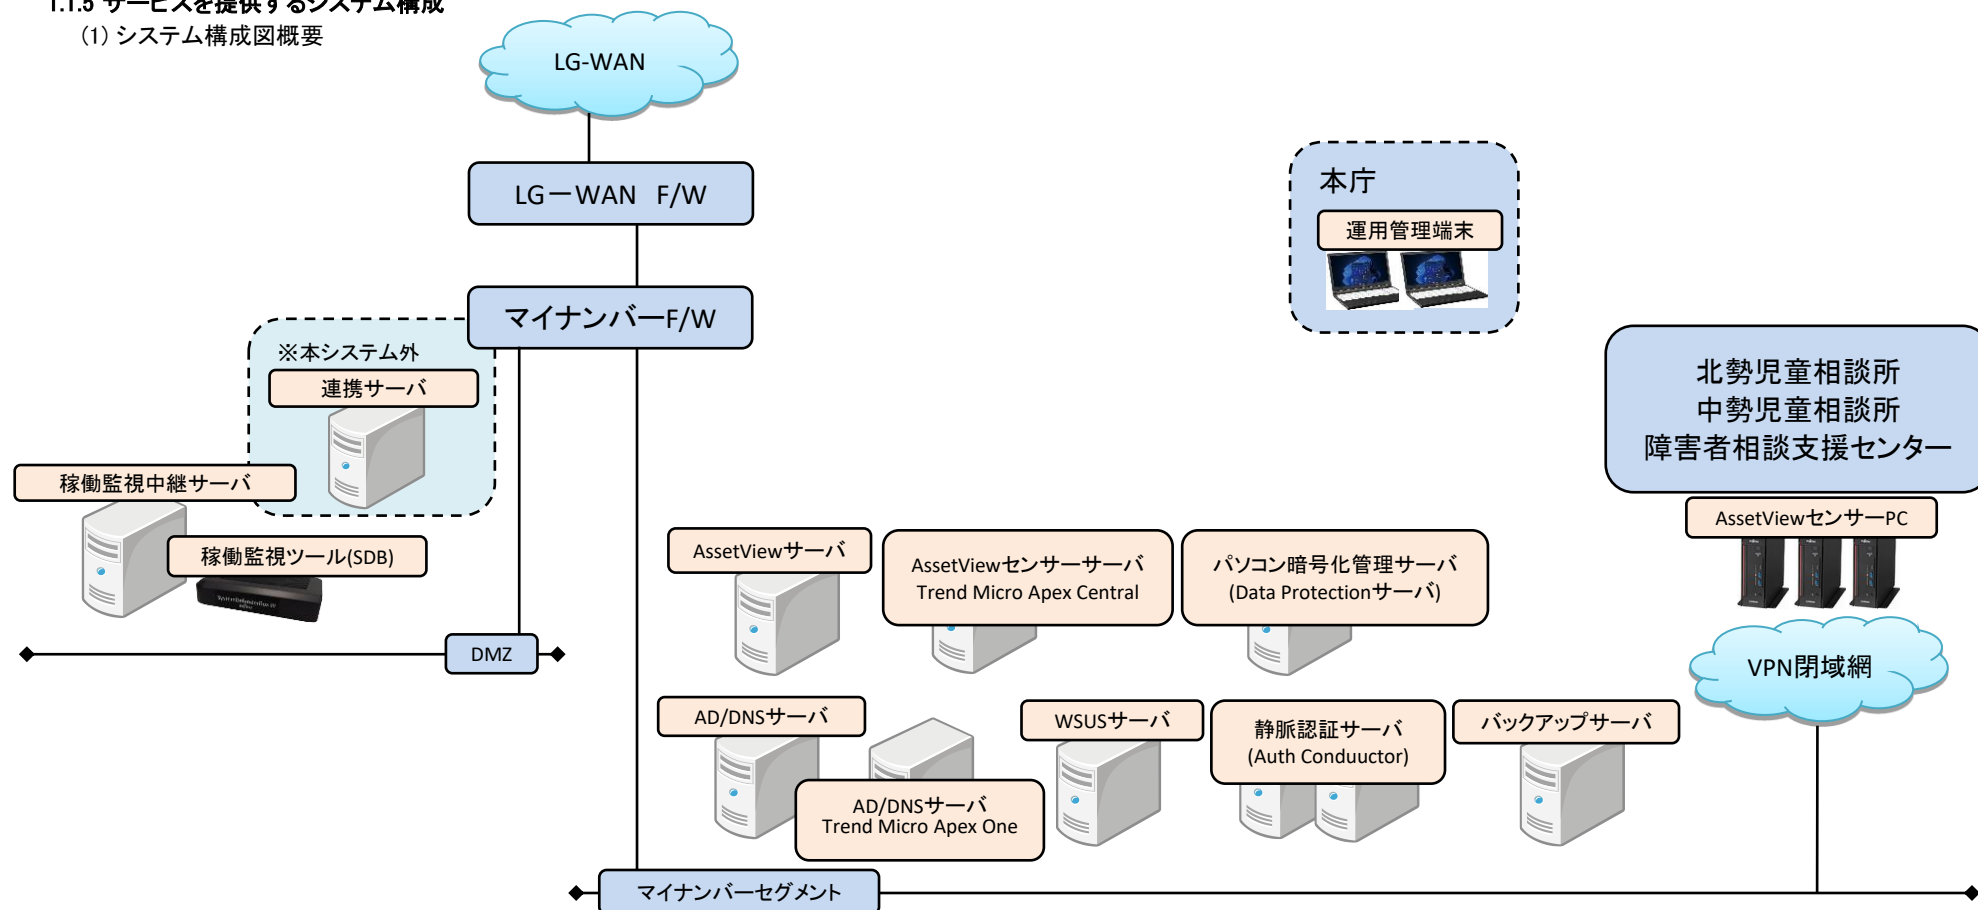 1.1.5 サービスを提供するシステム構成
(1) システム構成図概要
LG-WAN
LGーWAN F/W
マイナンバーF/W
本庁
運用管理端末
※本システム外
連携サーバ
北勢児童相談所
中勢児童相談所
障害者相談支援センター
AssetViewセンサーPC
稼働監視中継サーバ
稼働監視ツール(SDB)
DMZ
AssetViewサーバ
AssetViewセンサーサーバ
Trend Micro Apex Central
パソコン暗号化管理サーバ
(Data Protectionサーバ)
VPN閉域網
AD/DNSサーバ
AD/DNSサーバ
Trend Micro Apex One
WSUSサーバ
静脈認証サーバ
(Auth Conduuctor)
バックアップサーバ
マイナンバーセグメント